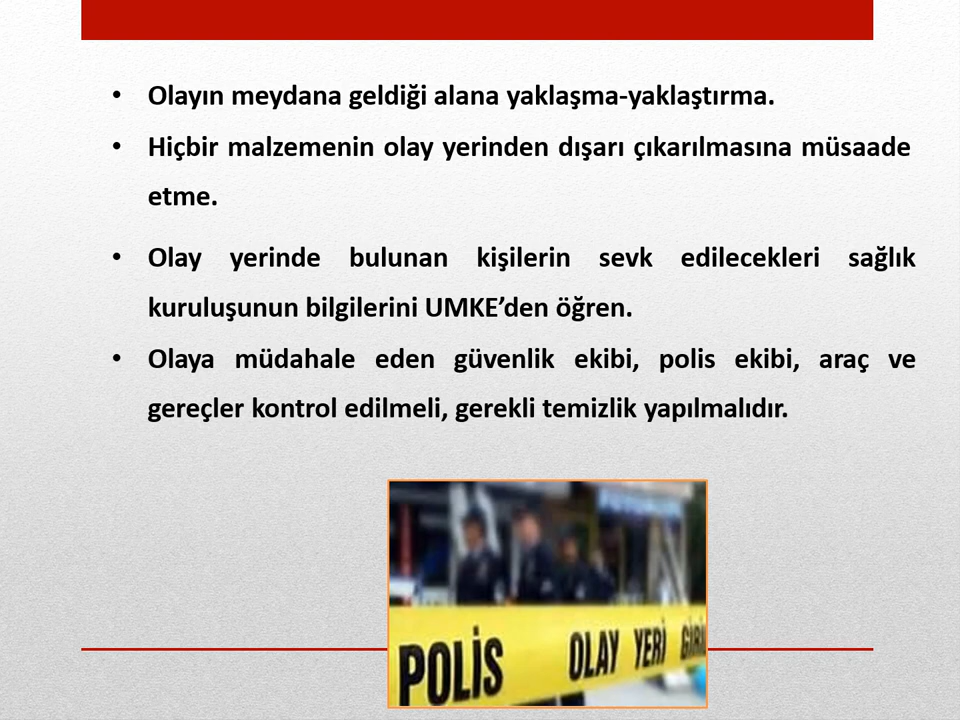 • Olayın meydana geldiği alana yaklaşma-yaklaştırma.
• Hiçbir malzemenin olay yerinden dışarı çıkarılmasına müsaade
etme.
• Olay yerinde bulunan kişilerin sevk edilecekleri sağlık
kuruluşunun bilgilerini UMKE’den öğren.
• Olaya müdahale eden güvenlik ekibi, polis ekibi, araç ve
gereçler kontrol edilmeli, gerekli temizlik yapılmalıdır.
POLİS OLAY YERİ